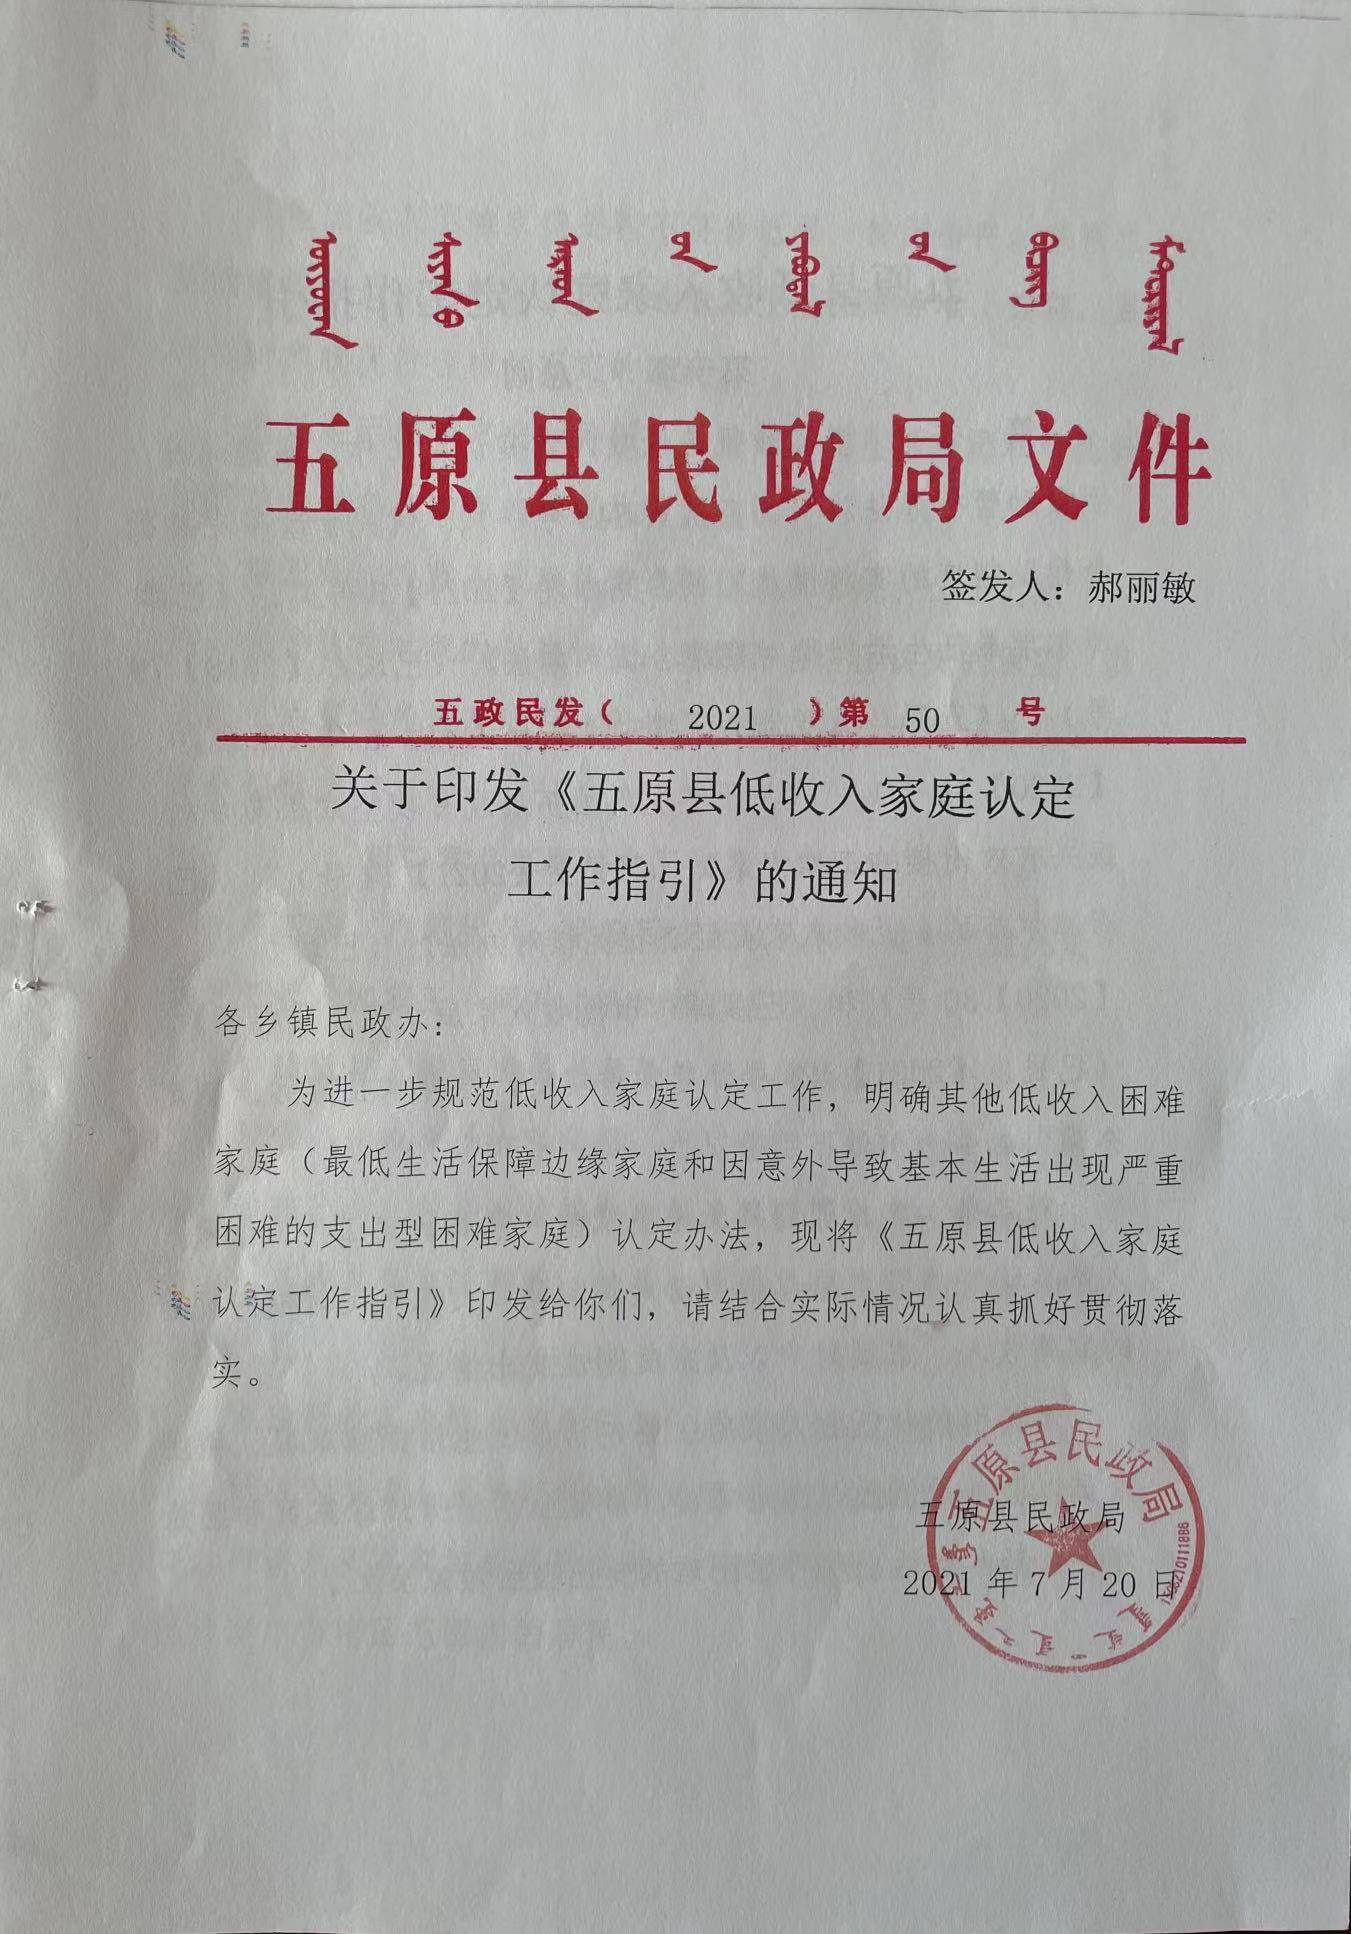 五原县民政局文件
签发人：郝丽敏
五政民发（ 2021 ）第 50 号
关于印发《五原县低收入家庭认定
工作指引》的通知
各乡镇民政办：
为进一步规范低收入家庭认定工作，明确其他低收入困难
家庭（最低生活保障边缘家庭和因意外导致基本生活出现严重
困难的支出型困难家庭）认定办法，现将《五原县低收入家庭
认定工作指引》印发给你们，请结合实际情况认真抓好贯彻落
实。
五原县民政局
五原县民政局
2021 年 7 月 20 日